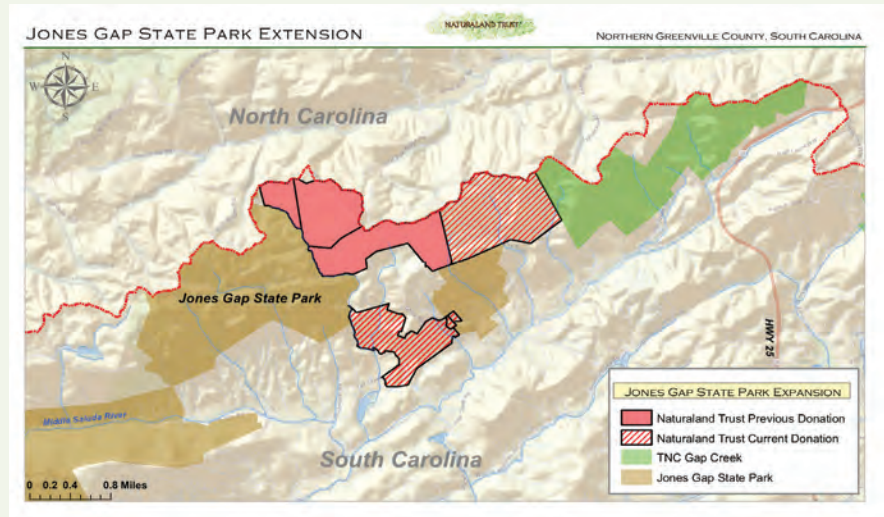 JONES GAP STATE PARK EXTENSION
NATURALAND TRUST
NORTHERN GREENVILLE COUNTY, SOUTH CAROLINA
N
W E
S
North Carolina
Jones Gap State Park
HWY 25
Middle Saluda River
South Carolina
JONES GAP STATE PARK EXPANSION
Naturaland Trust Previous Donation
Naturaland Trust Current Donation
TNC Gap Creek
Jones Gap State Park
0 0.2 0.4 0.8 Miles